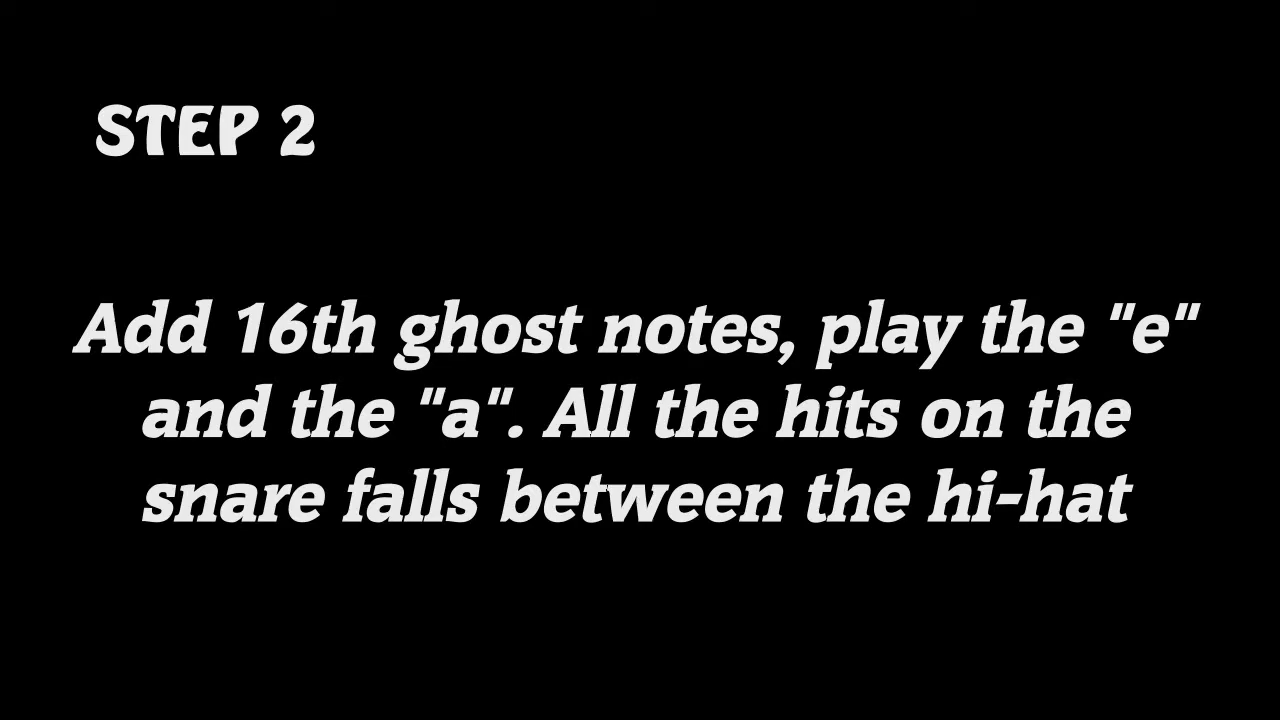 STEP 2
Add 16th ghost notes, play the "e"
and the "a". All the hits on the
snare falls between the hi-hat